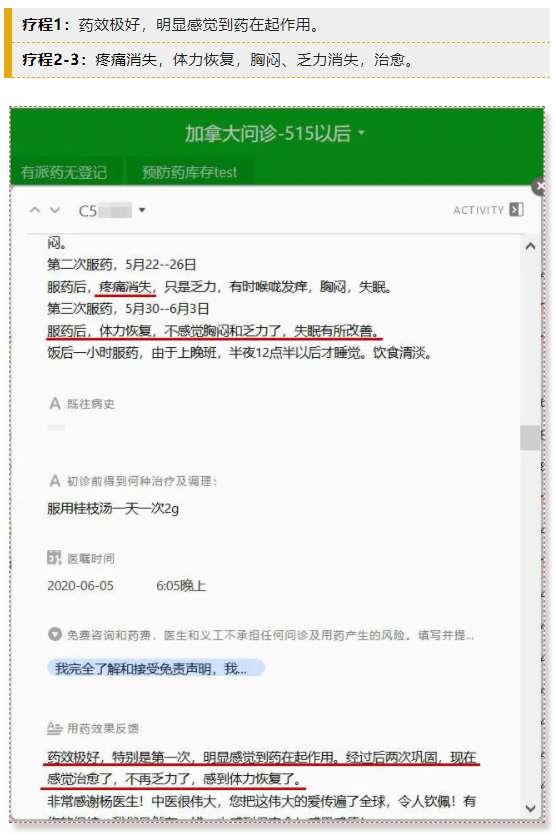 疗程1：药效极好，明显感觉到药在起作用。
疗程2-3：疼痛消失，体力恢复，胸闷、乏力消失，治愈。
加拿大问诊-515以后
有派药无登记 预防药库存test
C5
ACTIVITY
闷。
第二次服药，5月22--26日
服药后，疼痛消失，只是乏力，有时喉咙发痒，胸闷，失眠。
第三次服药，5月30--6月3日
服药后，体力恢复，不感觉胸闷和乏力了，失眠有所改善。
饭后一小时服药，由于上晚班，半夜12点半以后才睡觉。饮食清淡。
既往病史
初诊前得到何种治疗及调理：
服用桂枝汤一天一次2g
医嘱时间
2020-06-05 6:05晚上
免费咨询和药费，医生和义工不承担任何问诊及用药产生的风险。填写并提...
我完全了解和接受免责声明，我...
用药效果反馈
药效极好，特别是第一次，明显感觉到药在起作用。经过后两次巩固，现在
感觉治愈了，不再乏力了，感到体力恢复了。
非常感谢杨医生！中医很伟大，您把这伟大的爱传遍了全球，令人钦佩！有